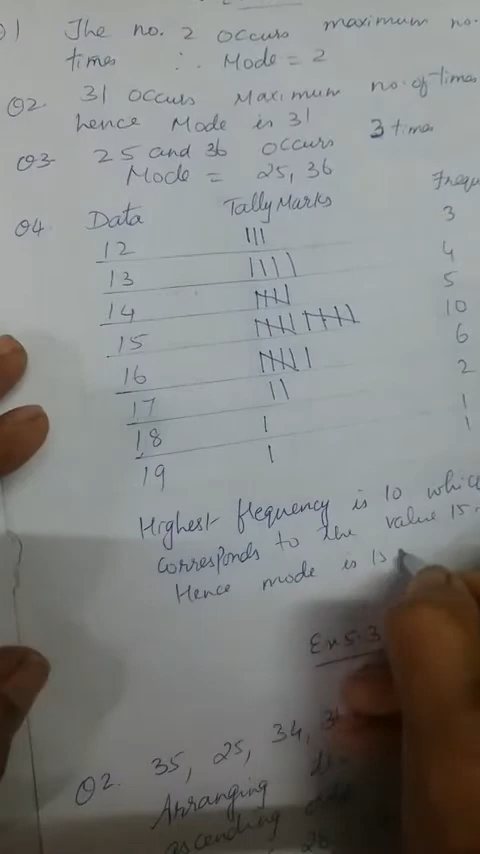 Q1 The no. 2 occurs maximum no.
times ∴ Mode = 2
Q2. 31 occurs maximum no. of times
hence Mode is 31
Q3 25 and 36 occurs 3 times
Mode = 25, 36
Q4. Data Tally Marks Frequ
12 ||| 3
13 |||| 4
14 𝍸 5
15 𝍸 𝍸 10
16 𝍸 | 6
17 || 2
18 | 1
19 | 1
Highest frequency is 10 whic
corresponds to the value 15.
Hence mode is 15
Ex 5.3
Q2. 35, 25, 34,
Arranging
ascending